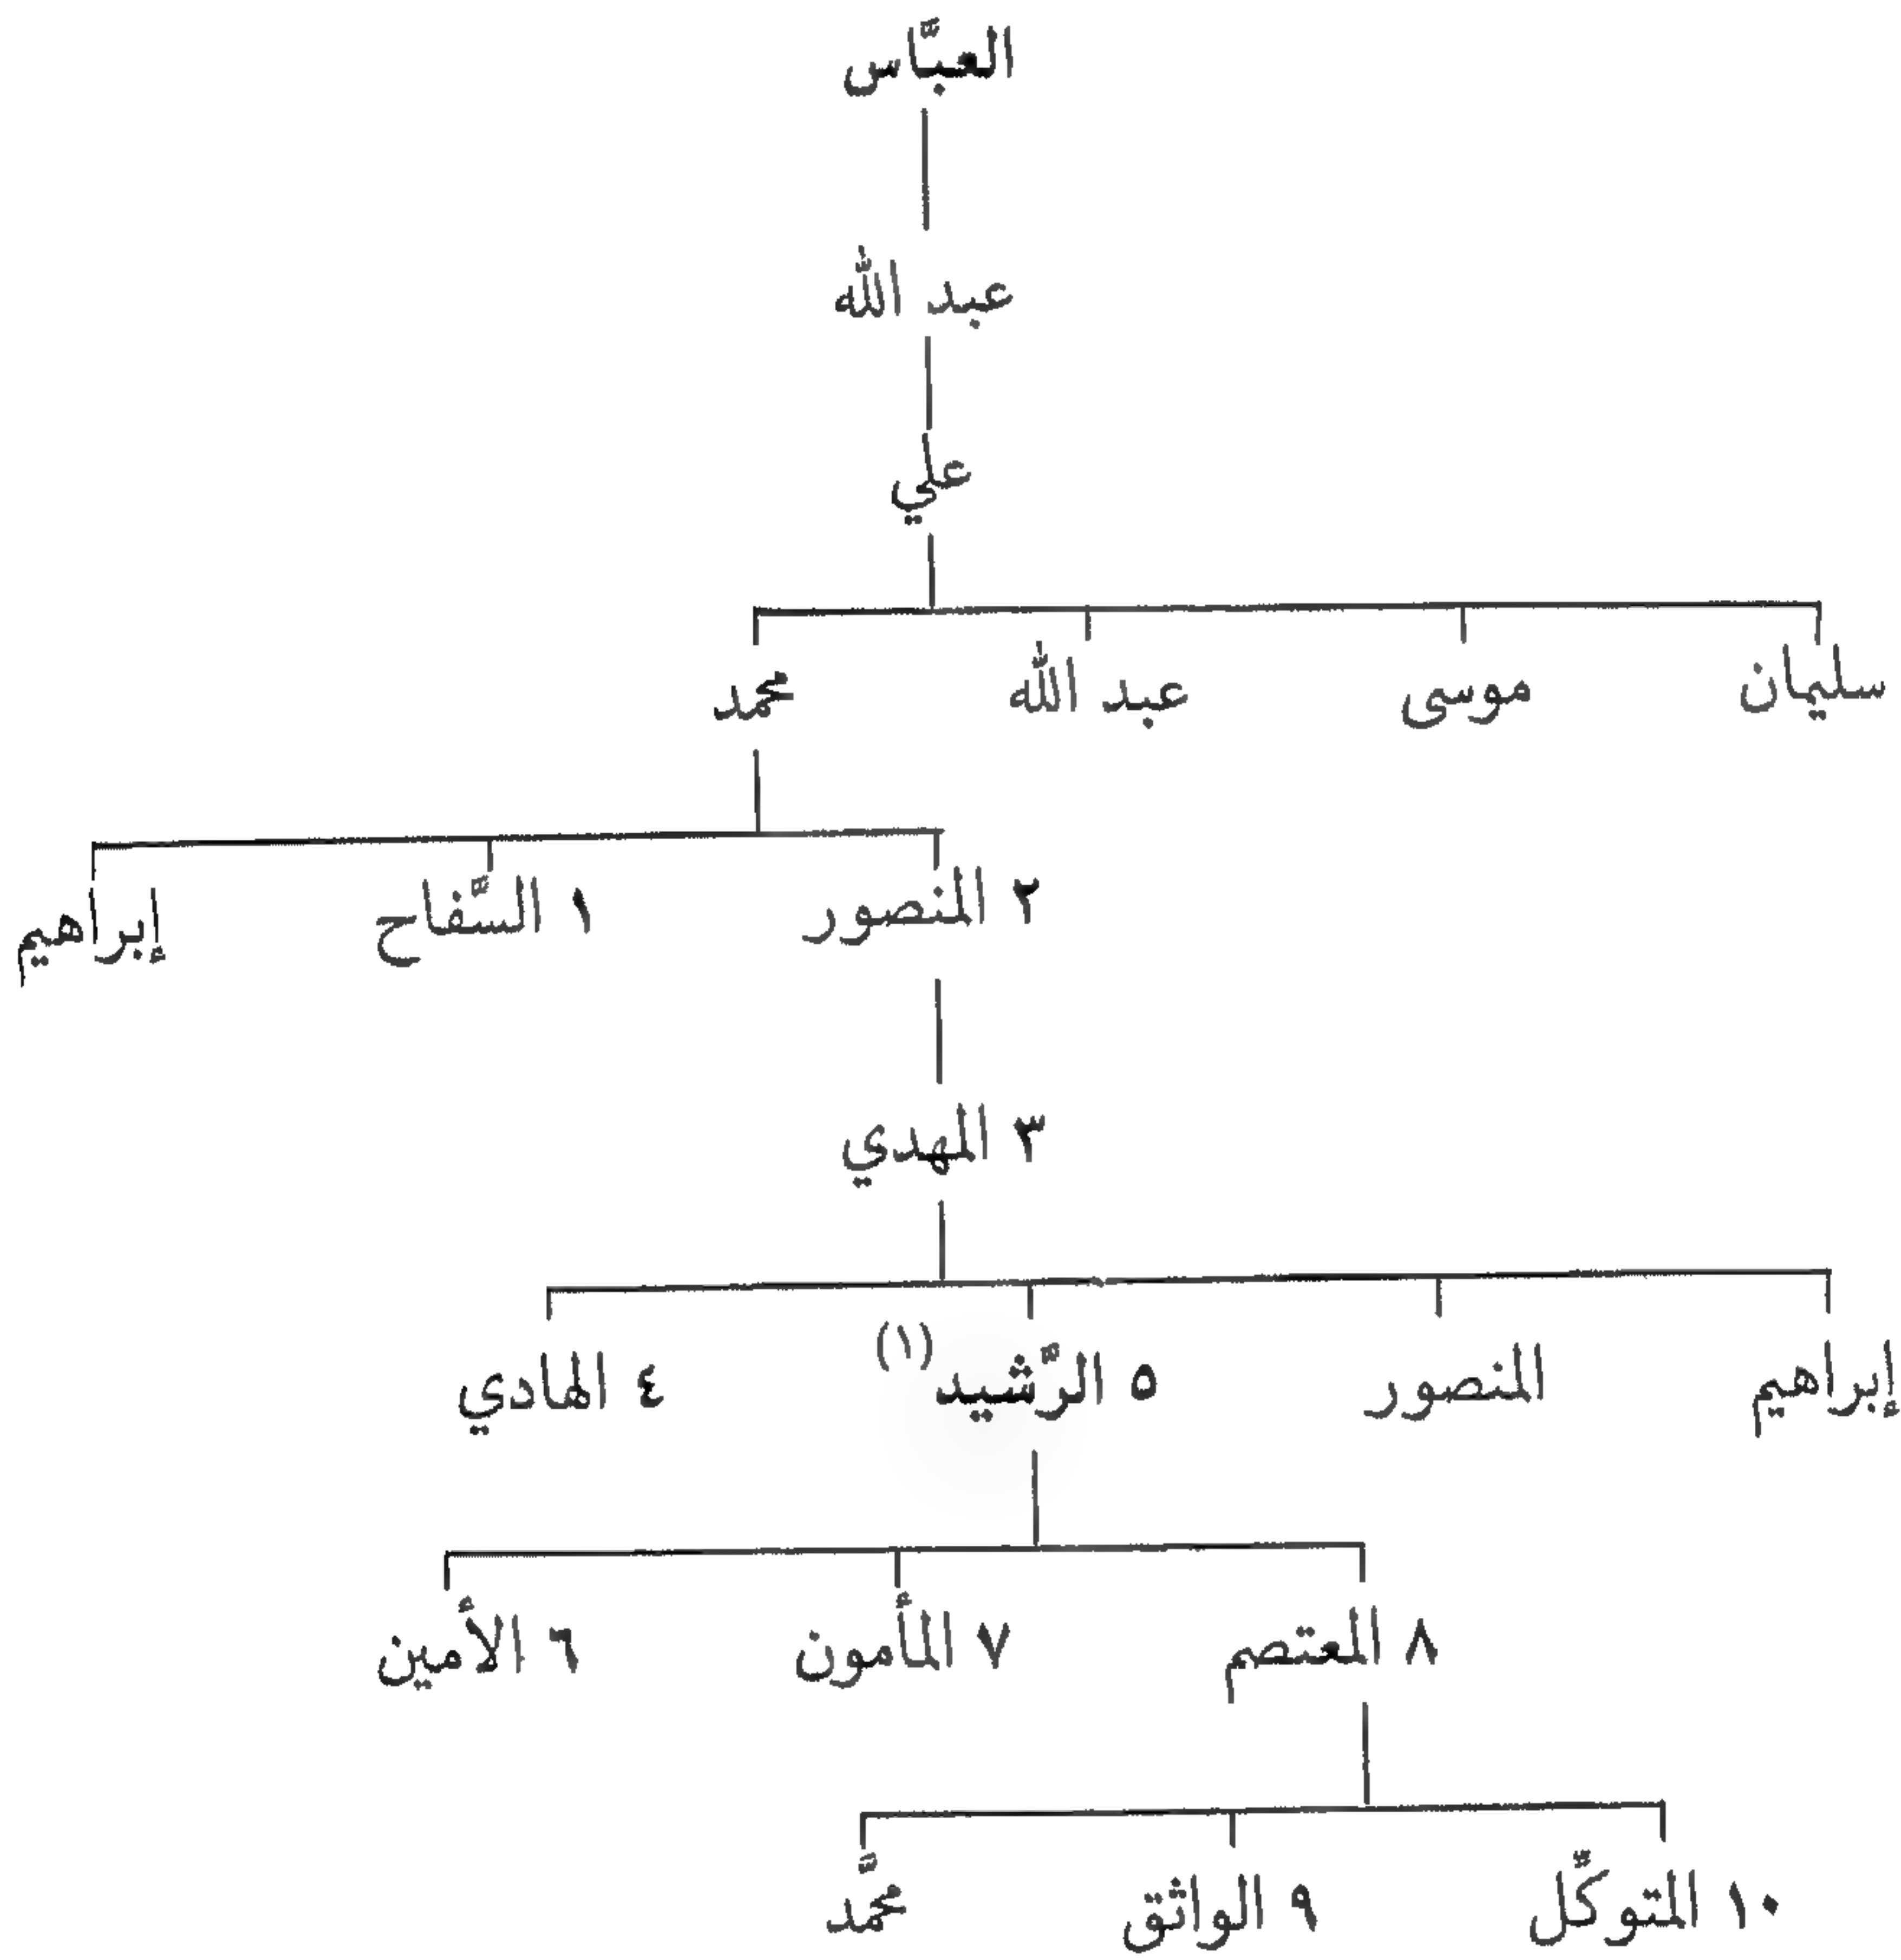 العبَّاس
عبد الله
علي
سليمان موسى عبد الله محمد
٢ المنصور ١ السَّفاح إبراهيم
٣ المهدي
إبراهيم المنصور ٥ الرَّشيد(١) ٤ الهادي
٨ المعتصم ٧ المأمون ٦ الأمين
١٠ المتوكَّل ٩ الواثق محمَّد